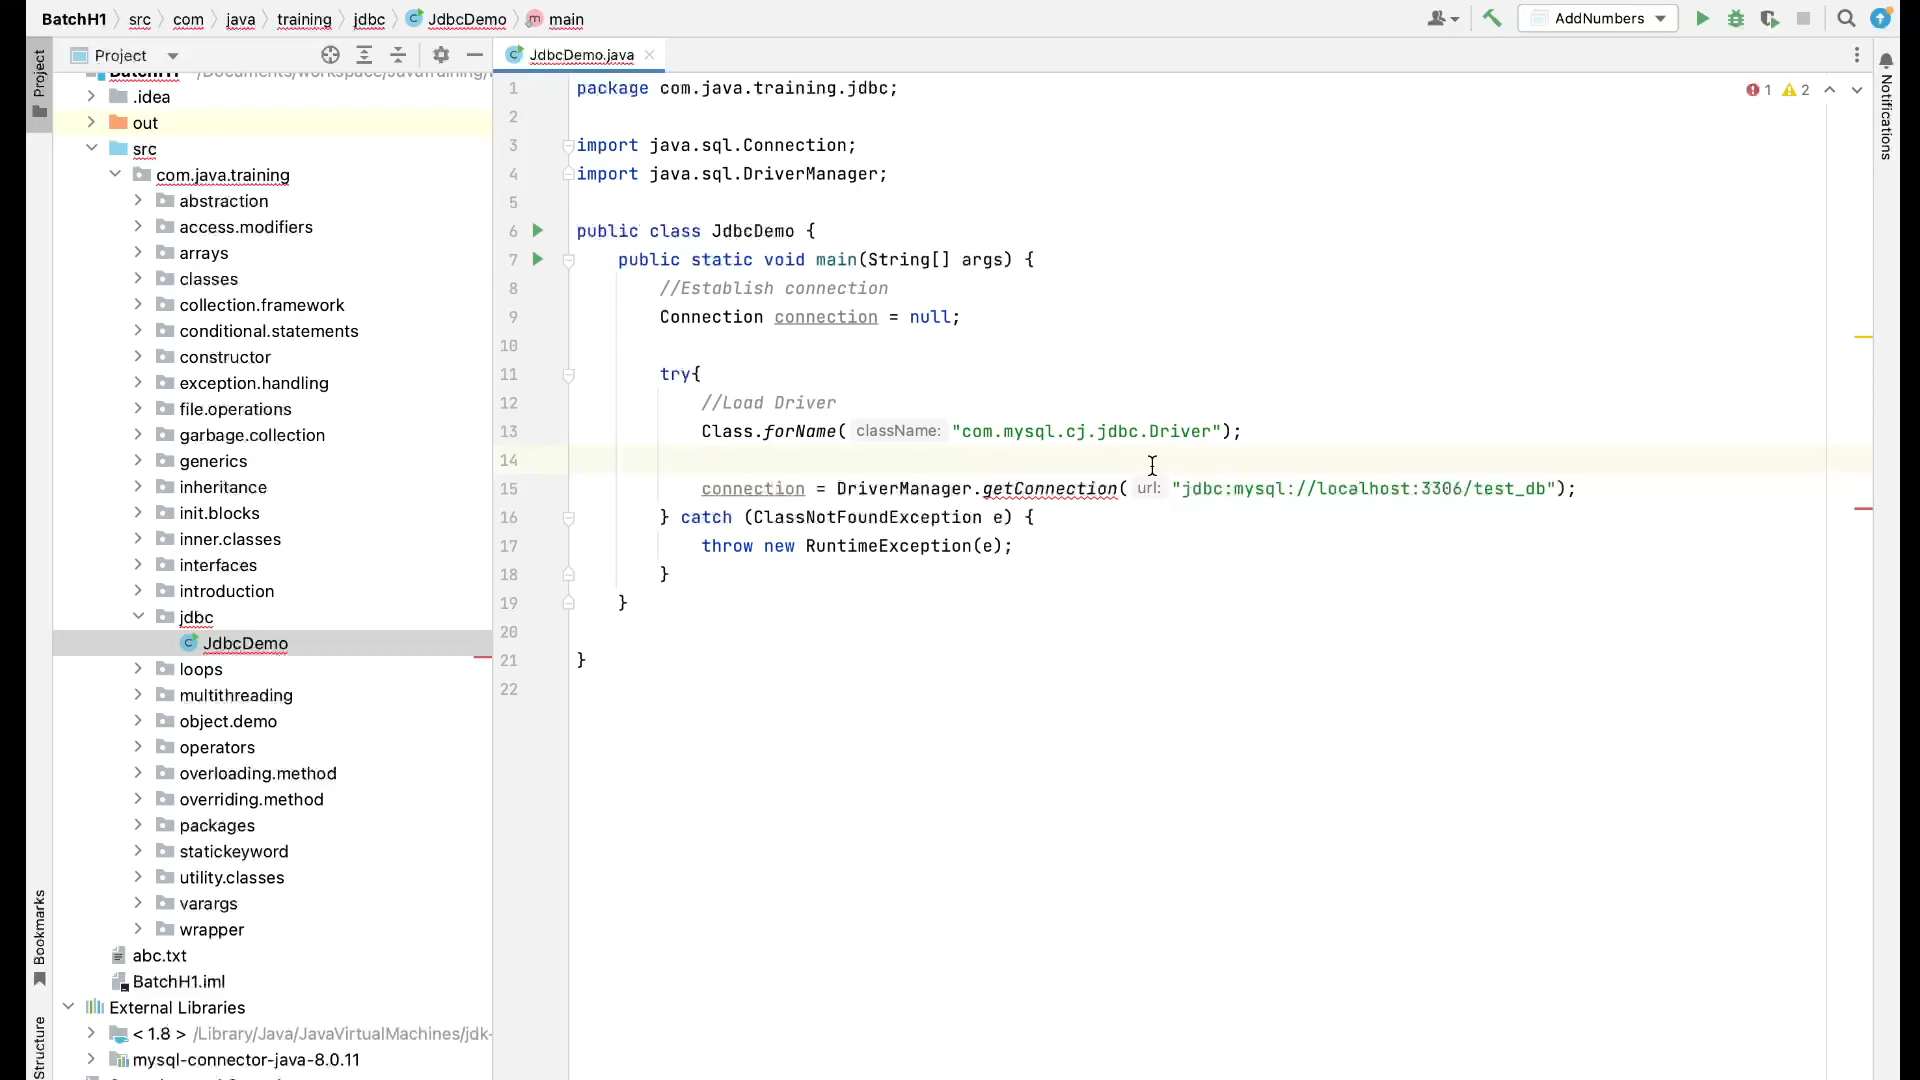 BatchH1 src com java training jdbc JdbcDemo main AddNumbers
Project
JdbcDemo.java
Project
BatchH1 ~/Documents/workspace/JavaTraining/
.idea
out
src
com.java.training
abstraction
access.modifiers
arrays
classes
collection.framework
conditional.statements
constructor
exception.handling
file.operations
garbage.collection
generics
inheritance
init.blocks
inner.classes
interfaces
introduction
jdbc
JdbcDemo
loops
multithreading
object.demo
operators
overloading.method
overriding.method
packages
statickeyword
utility.classes
varargs
wrapper
abc.txt
BatchH1.iml
External Libraries
< 1.8 > /Library/Java/JavaVirtualMachines/jdk-
mysql-connector-java-8.0.11
Bookmarks
Structure
1 package com.java.training.jdbc;
2
3 import java.sql.Connection;
4 import java.sql.DriverManager;
5
6 public class JdbcDemo {
7 public static void main(String[] args) {
8 //Establish connection
9 Connection connection = null;
10
11 try{
12 //Load Driver
13 Class.forName( className: "com.mysql.cj.jdbc.Driver");
14
15 connection = DriverManager.getConnection( url: "jdbc:mysql://localhost:3306/test_db");
16 } catch (ClassNotFoundException e) {
17 throw new RuntimeException(e);
18 }
19 }
20
21 }
22
1 2
Notifications